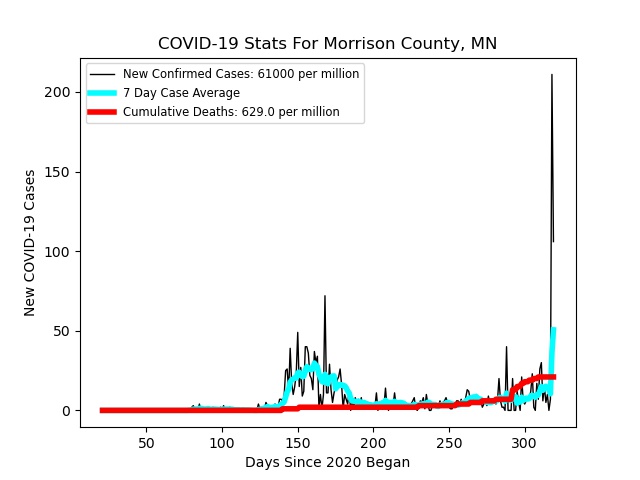 COVID-19 Stats For Morrison County, MN
New Confirmed Cases: 61000 per million
7 Day Case Average
Cumulative Deaths: 629.0 per million
New COVID-19 Cases
200
150
100
50
0
50 100 150 200 250 300
Days Since 2020 Began